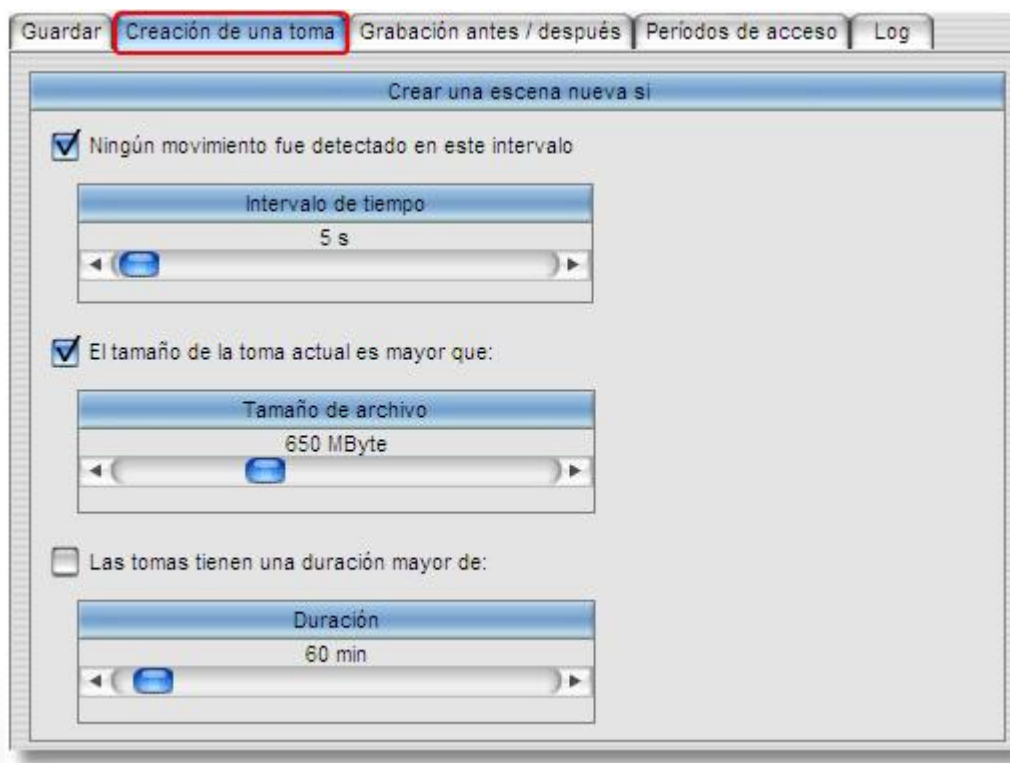 Guardar Creación de una toma Grabación antes / después Períodos de acceso Log
Crear una escena nueva si
Ningún movimiento fue detectado en este intervalo
Intervalo de tiempo
5 s
El tamaño de la toma actual es mayor que:
Tamaño de archivo
650 MByte
Las tomas tienen una duración mayor de:
Duración
60 min